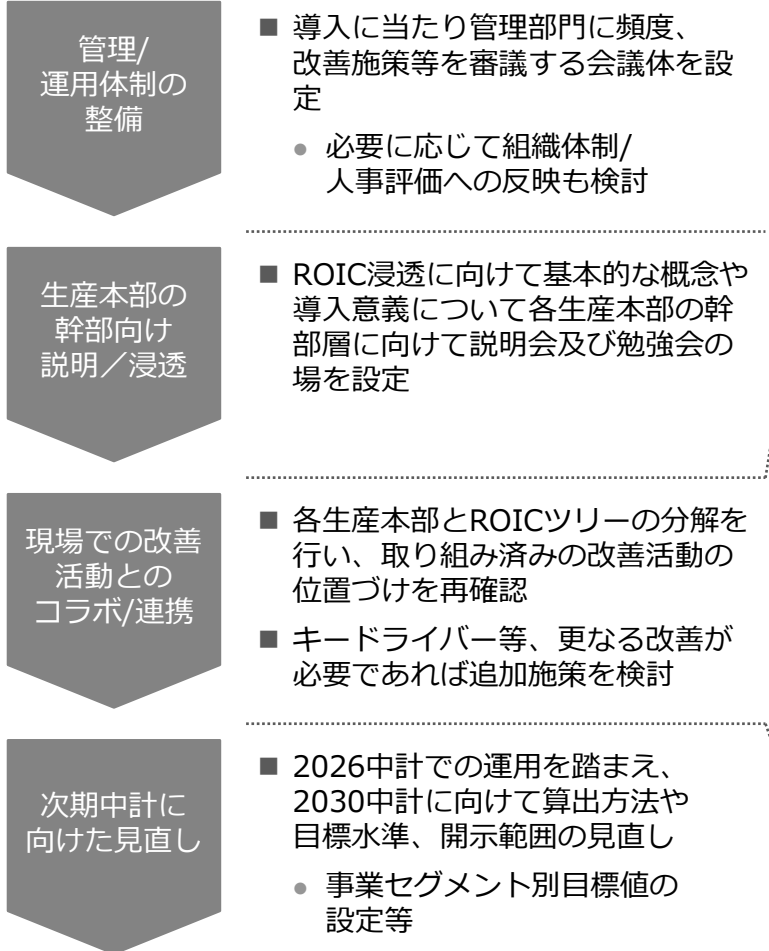 管理/
運用体制の
整備
■ 導入に当たり管理部門に頻度、
改善施策等を審議する会議体を設
定
● 必要に応じて組織体制/
人事評価への反映も検討
生産本部の
幹部向け
説明／浸透
■ ROIC浸透に向けて基本的な概念や
導入意義について各生産本部の幹
部層に向けて説明会及び勉強会の
場を設定
現場での改善
活動との
コラボ/連携
■ 各生産本部とROICツリーの分解を
行い、取り組み済みの改善活動の
位置づけを再確認
■ キードライバー等、更なる改善が
必要であれば追加施策を検討
次期中計に
向けた見直し
■ 2026中計での運用を踏まえ、
2030中計に向けて算出方法や
目標水準、開示範囲の見直し
● 事業セグメント別目標値の
設定等